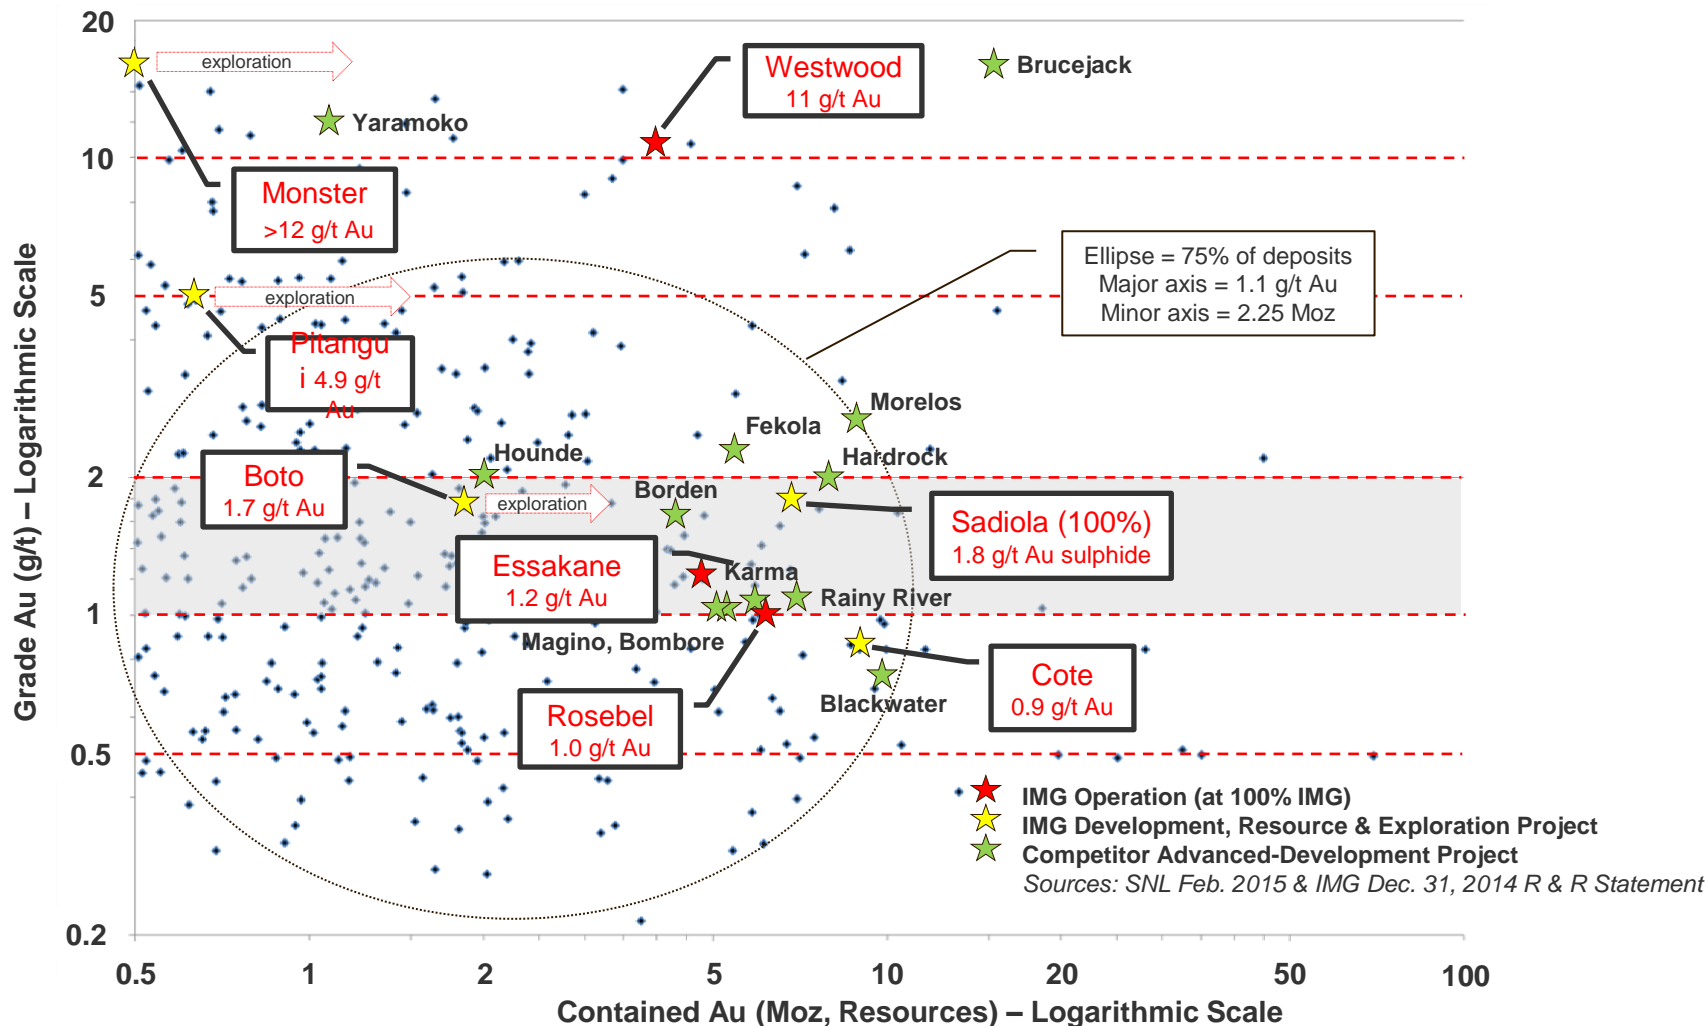 20
exploration
Westwood
11 g/t Au
Brucejack
Yaramoko
10
Monster
>12 g/t Au
Ellipse = 75% of deposits
Major axis = 1.1 g/t Au
Minor axis = 2.25 Moz
5
exploration
Pitangu
i 4.9 g/t
Au
Morelos
Fekola
Hounde
Hardrock
2
Boto
1.7 g/t Au
exploration
Borden
Sadiola (100%)
1.8 g/t Au sulphide
Essakane
1.2 g/t Au
Karma
Rainy River
1
Magino, Bombore
Cote
0.9 g/t Au
Blackwater
Rosebel
1.0 g/t Au
0.5
IMG Operation (at 100% IMG)
IMG Development, Resource & Exploration Project
Competitor Advanced-Development Project
Sources: SNL Feb. 2015 & IMG Dec. 31, 2014 R & R Statement
0.2
Grade Au (g/t) – Logarithmic Scale
0.5 1 2 5 10 20 50 100
Contained Au (Moz, Resources) – Logarithmic Scale